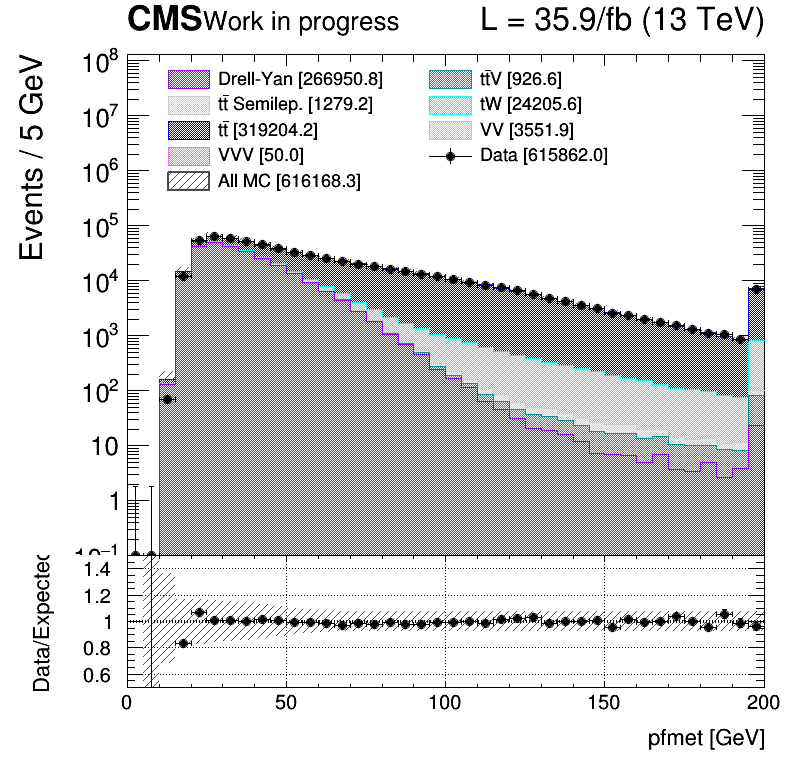 CMS Work in progress L = 35.9/fb (13 TeV)
Events / 5 GeV
10⁸
10⁷
10⁶
10⁵
10⁴
10³
10²
10
1
10⁻¹
Drell-Yan [266950.8]
tt̄ Semilep. [1279.2]
tt̄ [319204.2]
VVV [50.0]
All MC [616168.3]
tt̄V [926.6]
tW [24205.6]
VV [3551.9]
Data [615862.0]
Data/Expected
1.4
1.2
1
0.8
0.6
0 50 100 150 200
pfmet [GeV]